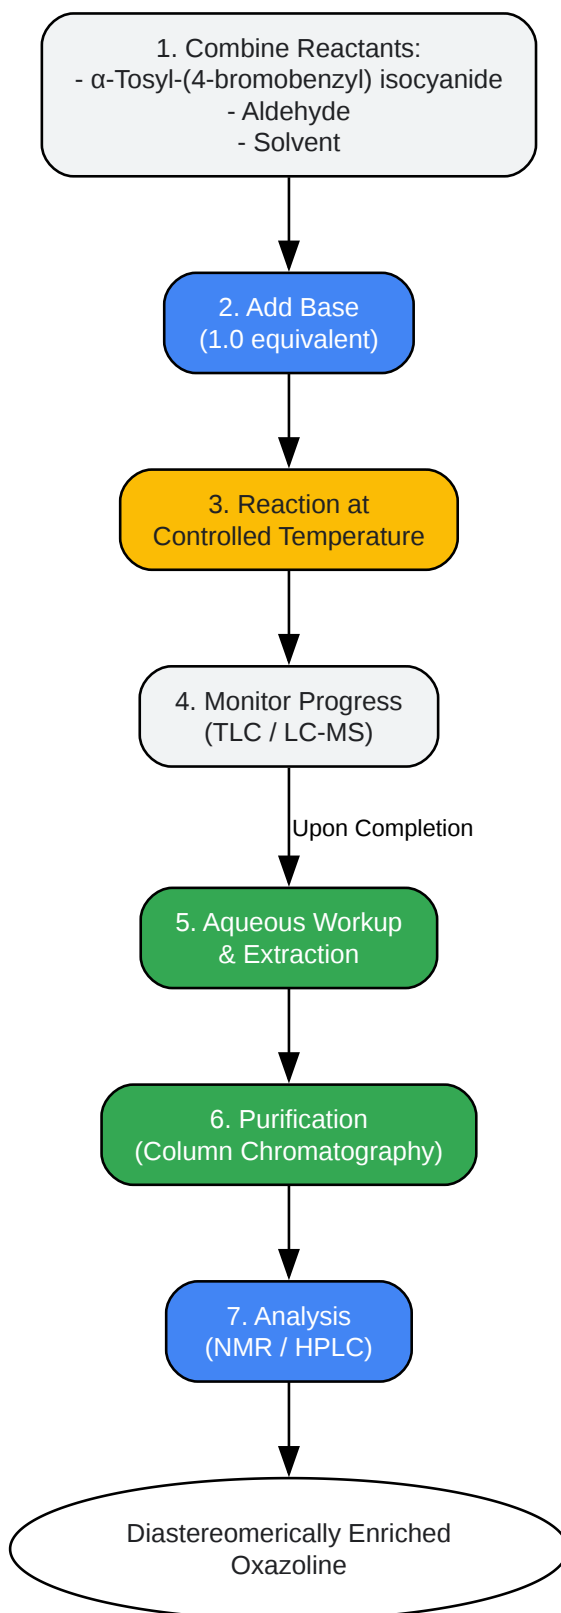 1. Combine Reactants:
- α-Tosyl-(4-bromobenzyl) isocyanide
- Aldehyde
- Solvent
2. Add Base
(1.0 equivalent)
3. Reaction at
Controlled Temperature
4. Monitor Progress
(TLC / LC-MS)
Upon Completion
5. Aqueous Workup
& Extraction
6. Purification
(Column Chromatography)
7. Analysis
(NMR / HPLC)
Diastereomerically Enriched
Oxazoline